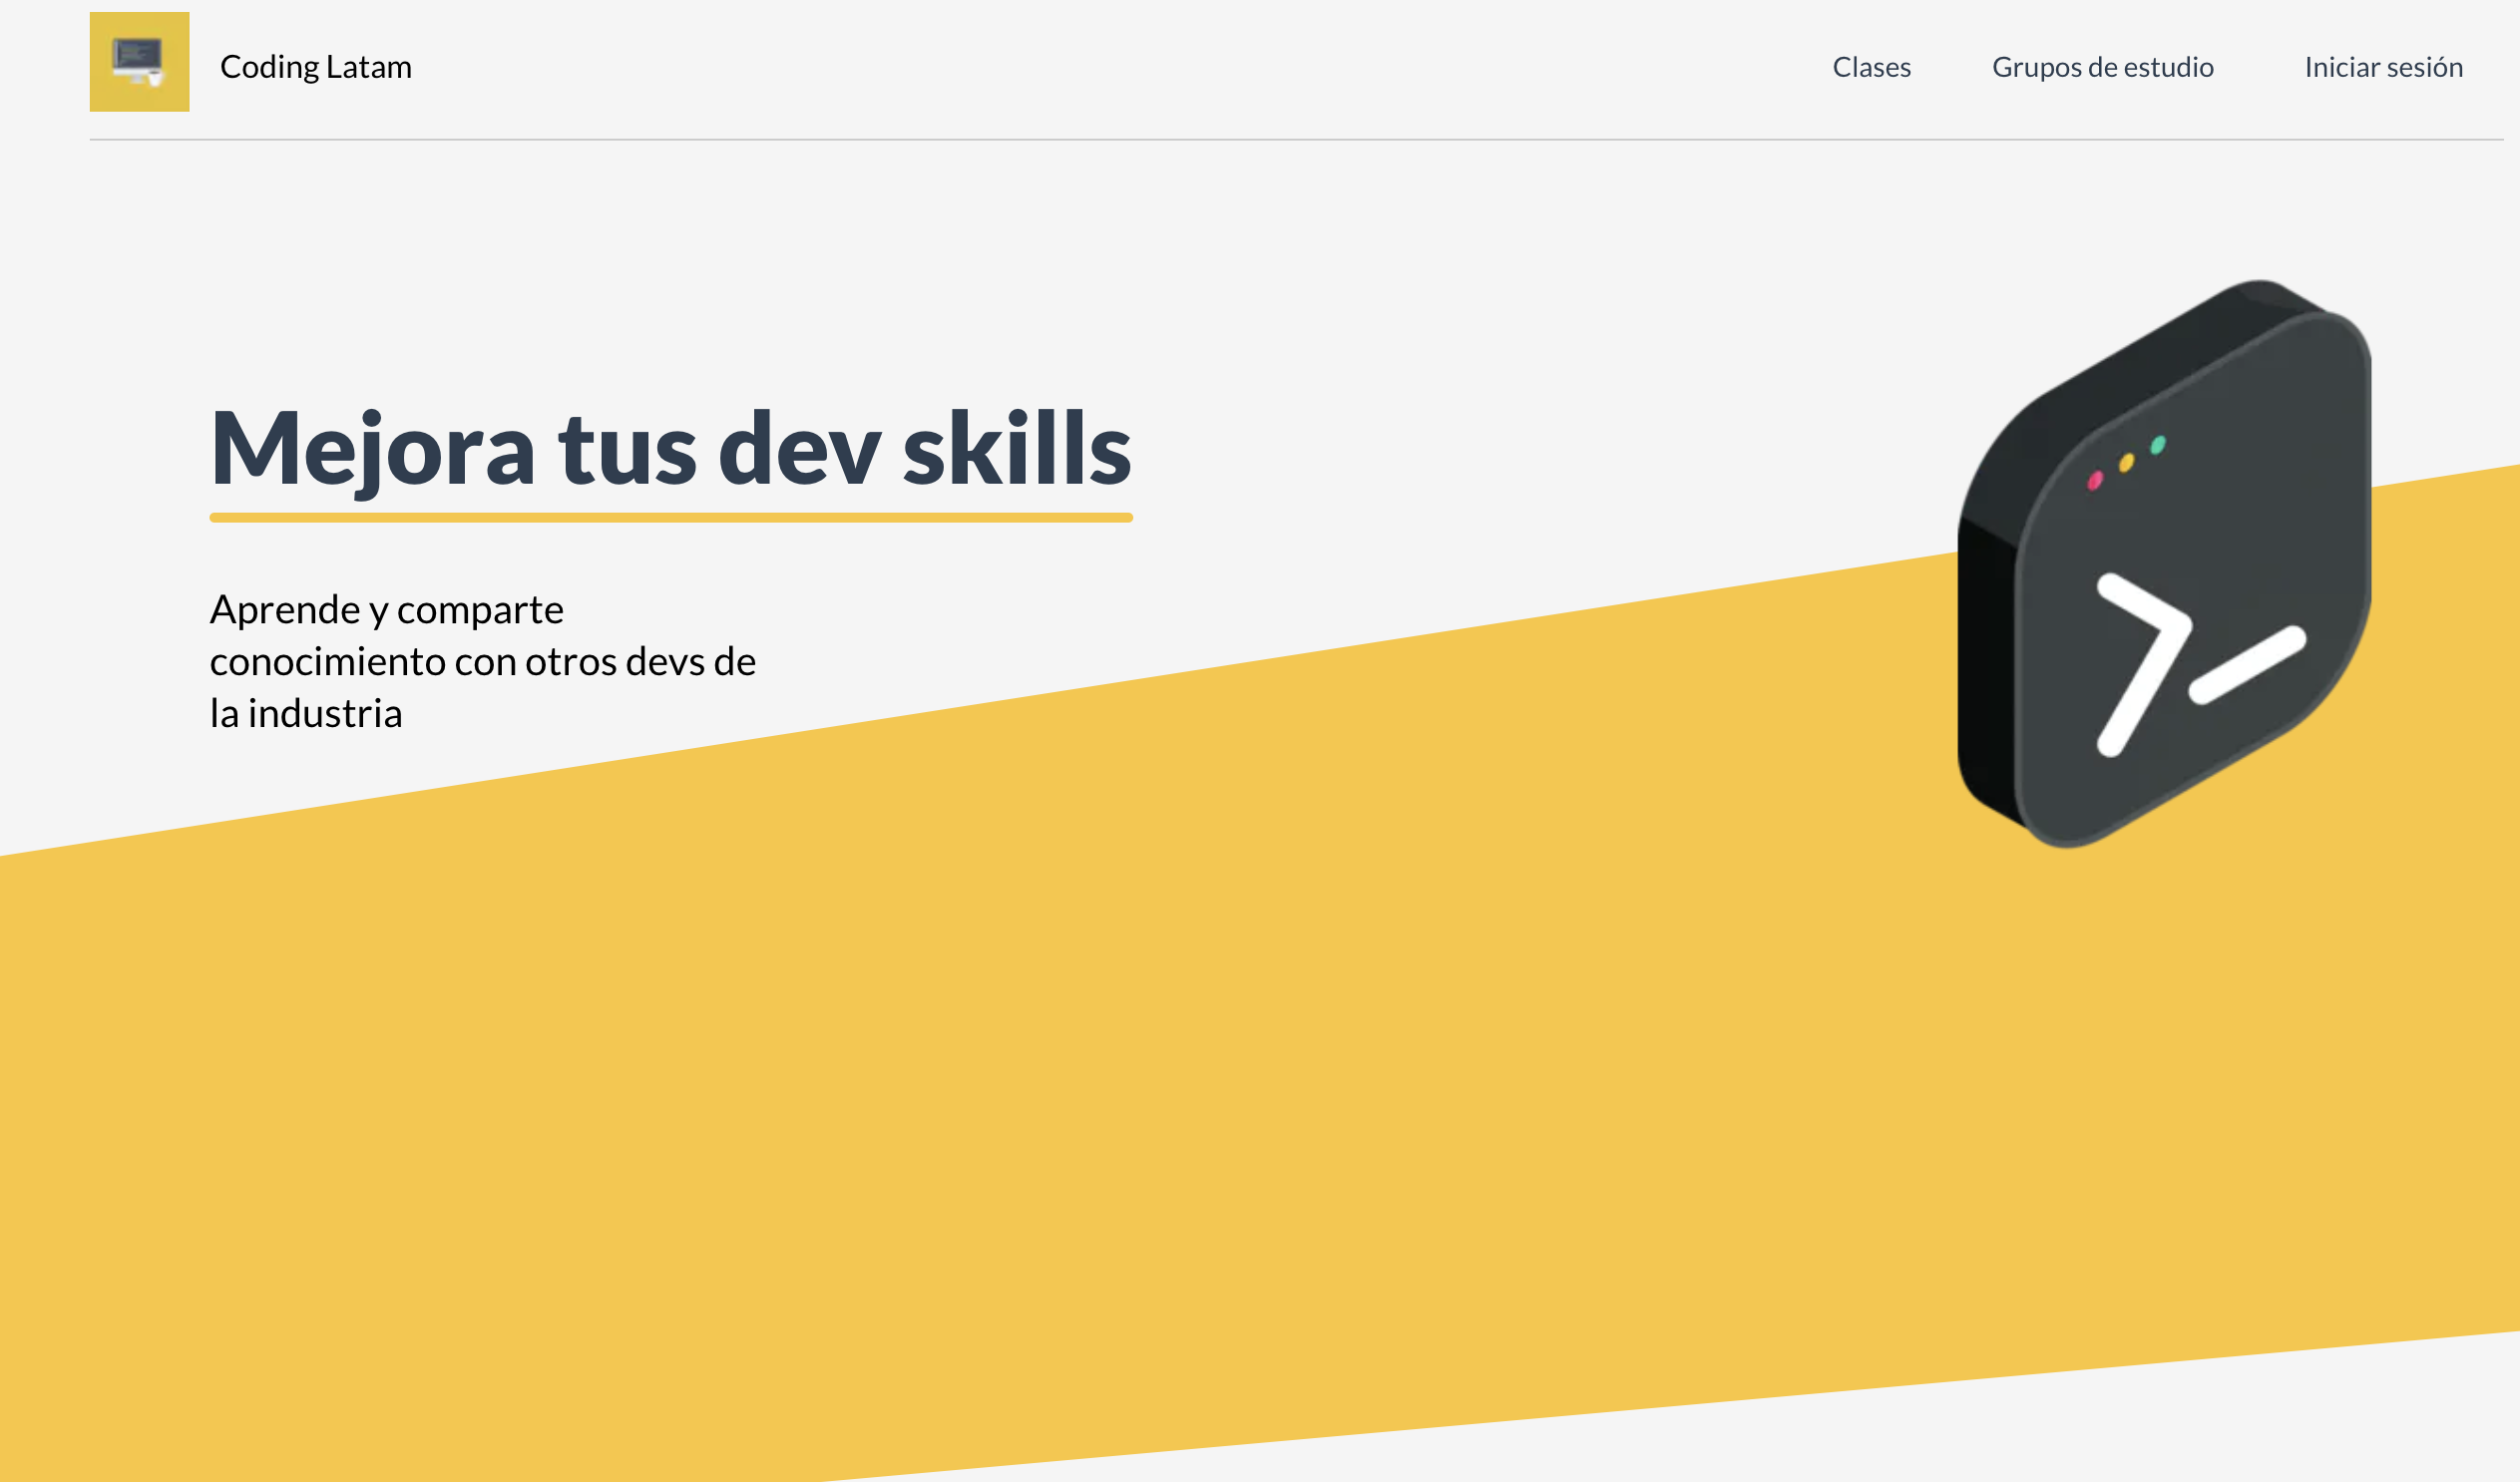 Coding Latam
Clases
Grupos de estudio
Iniciar sesión
Mejora tus dev skills
Aprende y comparte
conocimiento con otros devs de
la industria